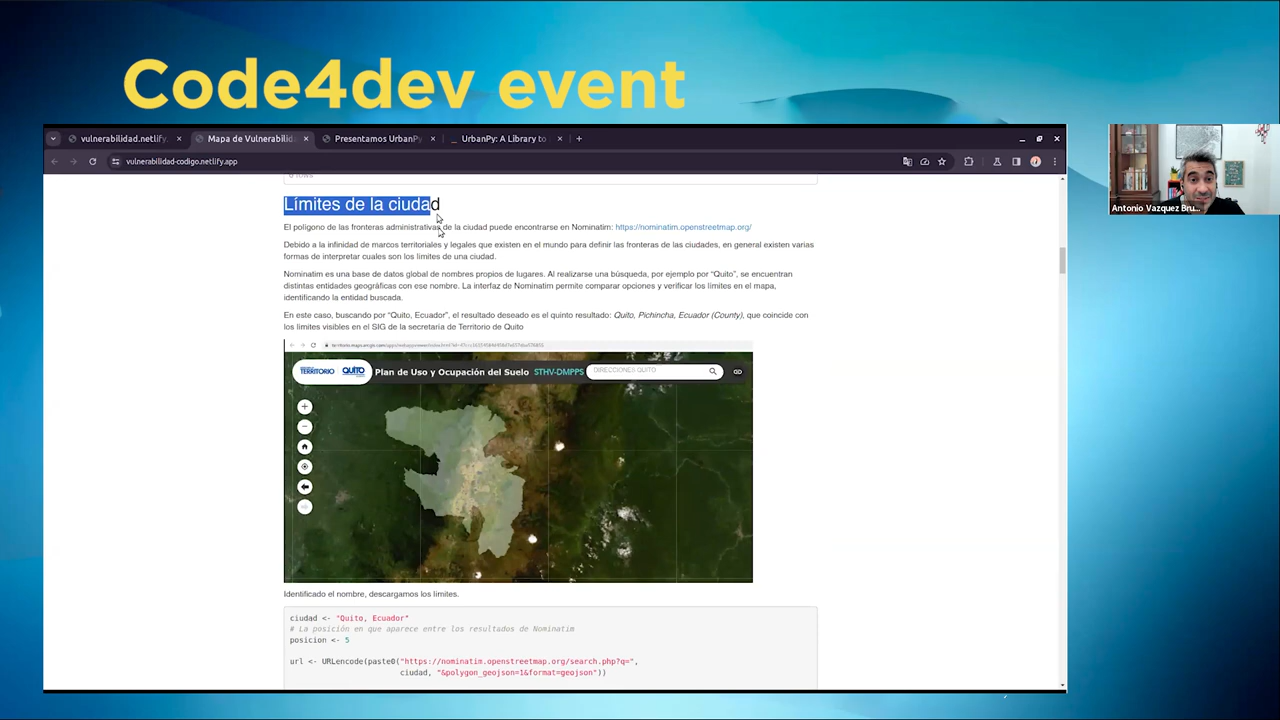 Code4dev event
vulnerabilidad.netlify.
Mapa de Vulnerabilid
Presentamos UrbanPy
UrbanPy: A Library to
vulnerabilidad-codigo.netlify.app
Límites de la ciudad
El polígono de las fronteras administrativas de la ciudad puede encontrarse en Nominatim: https://nominatim.openstreetmap.org/
Debido a la infinidad de marcos territoriales y legales que existen en el mundo para definir las fronteras de las ciudades, en general existen varias
formas de interpretar cuales son los límites de una ciudad.
Nominatim es una base de datos global de nombres propios de lugares. Al realizarse una búsqueda, por ejemplo por “Quito”, se encuentran
distintas entidades geográficas con ese nombre. La interfaz de Nominatim permite comparar opciones y verificar los límites en el mapa,
identificando la entidad buscada.
En este caso, buscando por “Quito, Ecuador”, el resultado deseado es el quinto resultado: Quito, Pichincha, Ecuador (County), que coincide con
los límites visibles en el SIG de la secretaría de Territorio de Quito
TERRITORIO
QUITO
Plan de Uso y Ocupación del Suelo
STHV-DMPPS
DIRECCIONES QUITO
Identificado el nombre, descargamos los límites.
ciudad <- "Quito, Ecuador"
# La posición en que aparece entre los resultados de Nominatim
posicion <- 5
url <- URLencode(paste0("https://nominatim.openstreetmap.org/search.php?q=",
ciudad, "&polygon_geojson=1&format=geojson"))
Antonio Vazquez Bru...